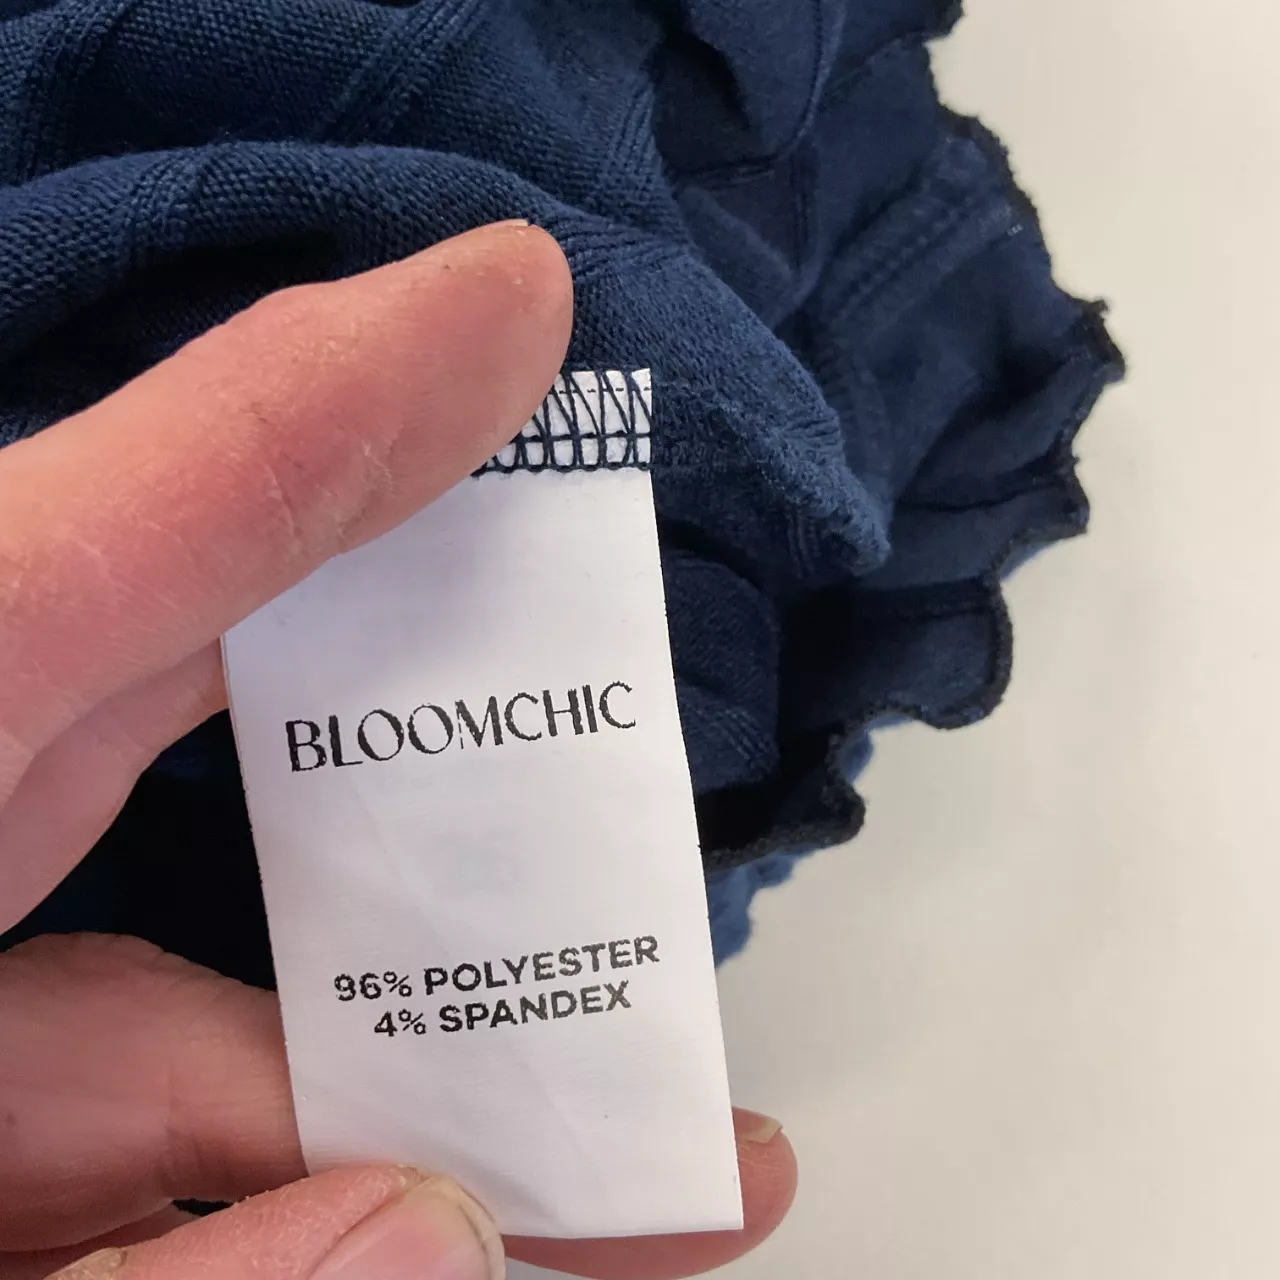 BLOOMCHIC
96% POLYESTER
4% SPANDEX